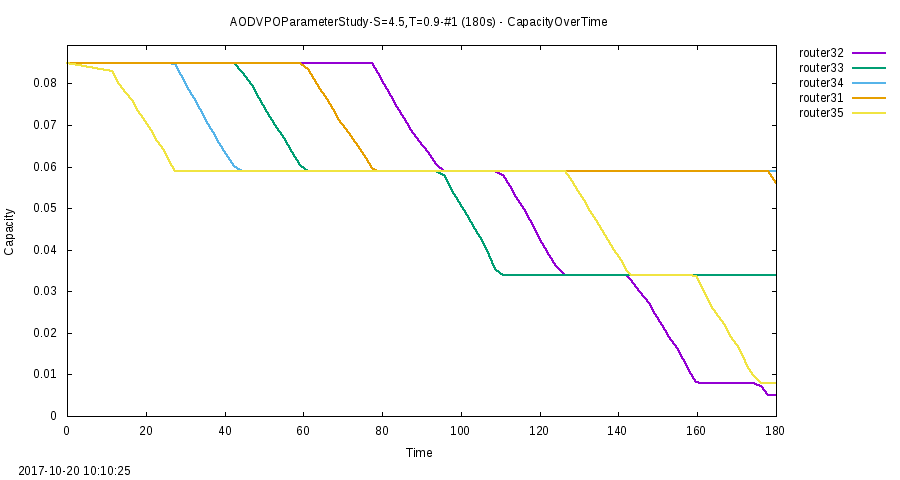 AODVPOParameterStudy-S=4.5,T=0.9-#1 (180s) - CapacityOverTime
router32
router33
router34
router31
router35
0.08
0.07
0.06
0.05
0.04
0.03
0.02
0.01
0
Capacity
0 20 40 60 80 100 120 140 160 180
Time
2017-10-20 10:10:25